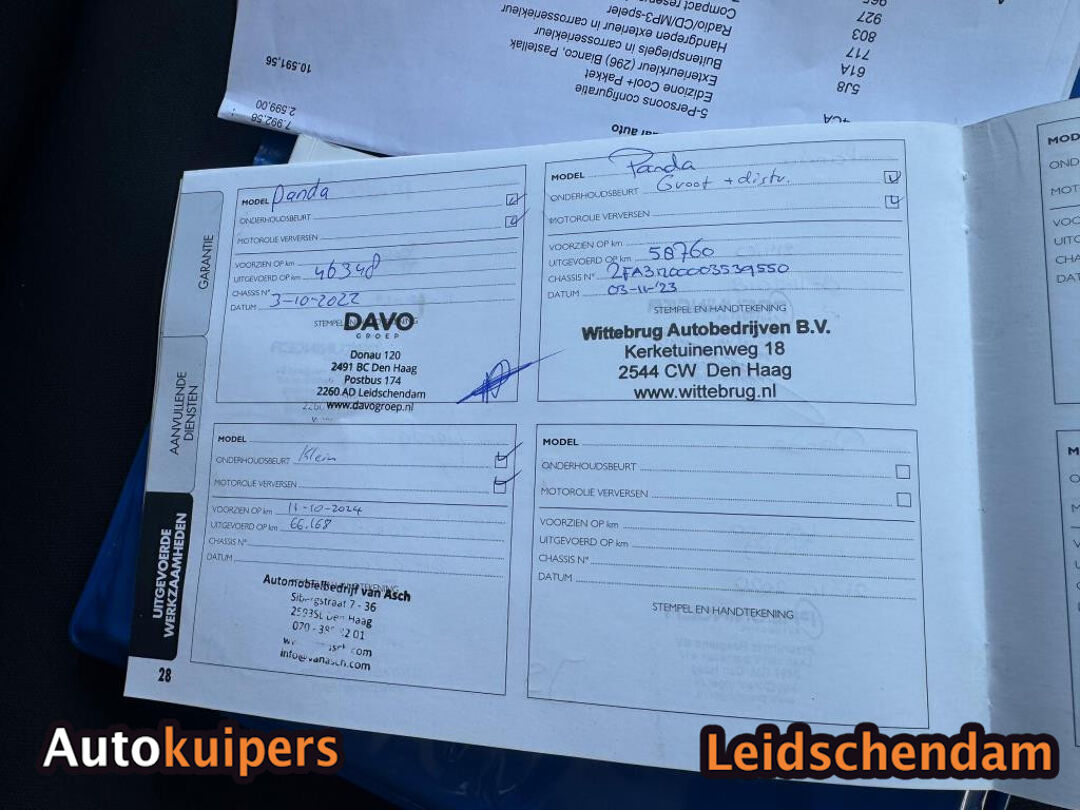 Compact reserve
Radio/CD/MP3-speler
Handgrepen exterieur in carrosseriekleur
Buitenspiegels in carrosseriekleur
Exterieurkleur (296) Bianco, Pastellak
Edizione Cool+ Pakket
5-Persoons configuratie
927
803
717
61A
5J8
4CA
10.591,56
2.599,00
7.992,56
GARANTIE
AANVULLENDE
DIENSTEN
UITGEVOERDE
WERKZAAMHEDEN
28
MODEL Panda
ONDERHOUDSBEURT
MOTOROLIE VERVERSEN
VOORZIEN OP km
UITGEVOERD OP km 46348
CHASSIS N°
DATUM 3-10-2022
DAVO
GROEP
Donau 120
2491 BC Den Haag
Postbus 174
2260 AD Leidschendam
www.davogroep.nl
MODEL Panda
ONDERHOUDSBEURT Groot + distr.
MOTOROLIE VERVERSEN
VOORZIEN OP km
UITGEVOERD OP km 58760
CHASSIS N°
DATUM 03-11-'23
STEMPEL EN HANDTEKENING
Wittebrug Autobedrijven B.V.
Kerketuinenweg 18
2544 CW Den Haag
www.wittebrug.nl
MODEL
ONDERHOUDSBEURT Klein
MOTOROLIE VERVERSEN
VOORZIEN OP km 11-10-2024
UITGEVOERD OP km 66.168
CHASSIS N°
DATUM
Automobielbedrijf van Asch
7 - 36
Den Haag
info@vanasch.com
MODEL
ONDERHOUDSBEURT
MOTOROLIE VERVERSEN
VOORZIEN OP km
UITGEVOERD OP km
CHASSIS N°
DATUM
STEMPEL EN HANDTEKENING
Autokuipers
Leidschendam